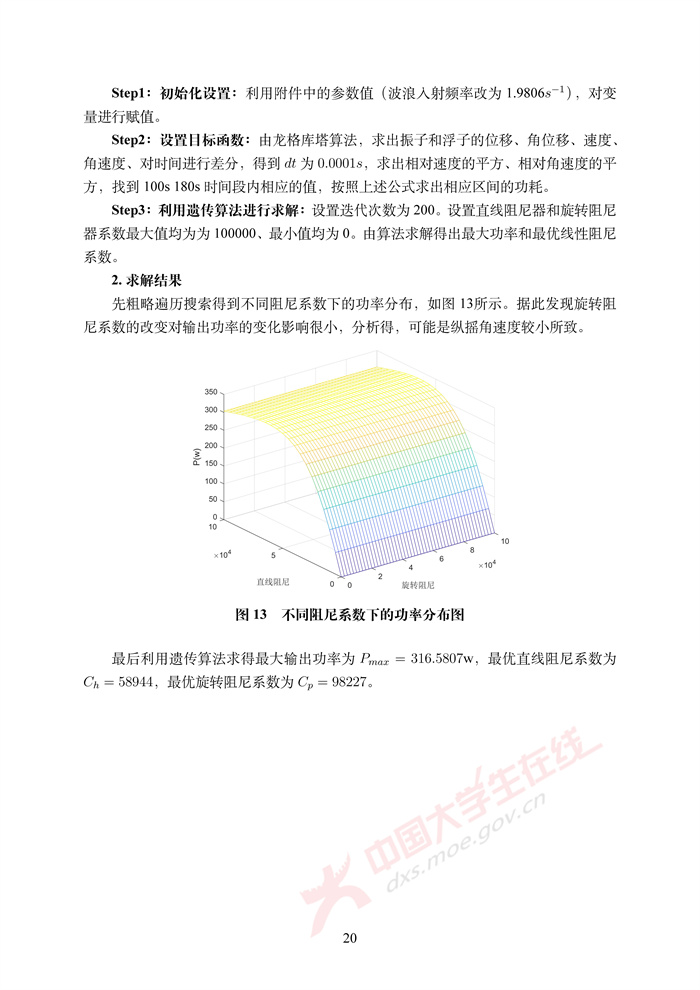 Step1：初始化设置：利用附件中的参数值（波浪入射频率改为 1.9806s⁻¹），对变
量进行赋值。
Step2：设置目标函数：由龙格库塔算法，求出振子和浮子的位移、角位移、速度、
角速度、对时间进行差分，得到 dt 为 0.0001s，求出相对速度的平方、相对角速度的平
方，找到 100s 180s 时间段内相应的值，按照上述公式求出相应区间的功耗。
Step3：利用遗传算法进行求解：设置迭代次数为 200。设置直线阻尼器和旋转阻尼
器系数最大值均为为 100000、最小值均为 0。由算法求解得出最大功率和最优线性阻尼
系数。
2. 求解结果
先粗略遍历搜索得到不同阻尼系数下的功率分布，如图 13所示。据此发现旋转阻
尼系数的改变对输出功率的变化影响很小，分析得，可能是纵摇角速度较小所致。
350
300
250
200
150
100
50
0
P(w)
10
5
0
×10⁴
直线阻尼
0
2
4
6
8
10
×10⁴
旋转阻尼
图 13 不同阻尼系数下的功率分布图
最后利用遗传算法求得最大输出功率为 Pmax = 316.5807w，最优直线阻尼系数为
Ch = 58944，最优旋转阻尼系数为 Cp = 98227。
中国大学生在线
dxs.moe.gov.cn
20